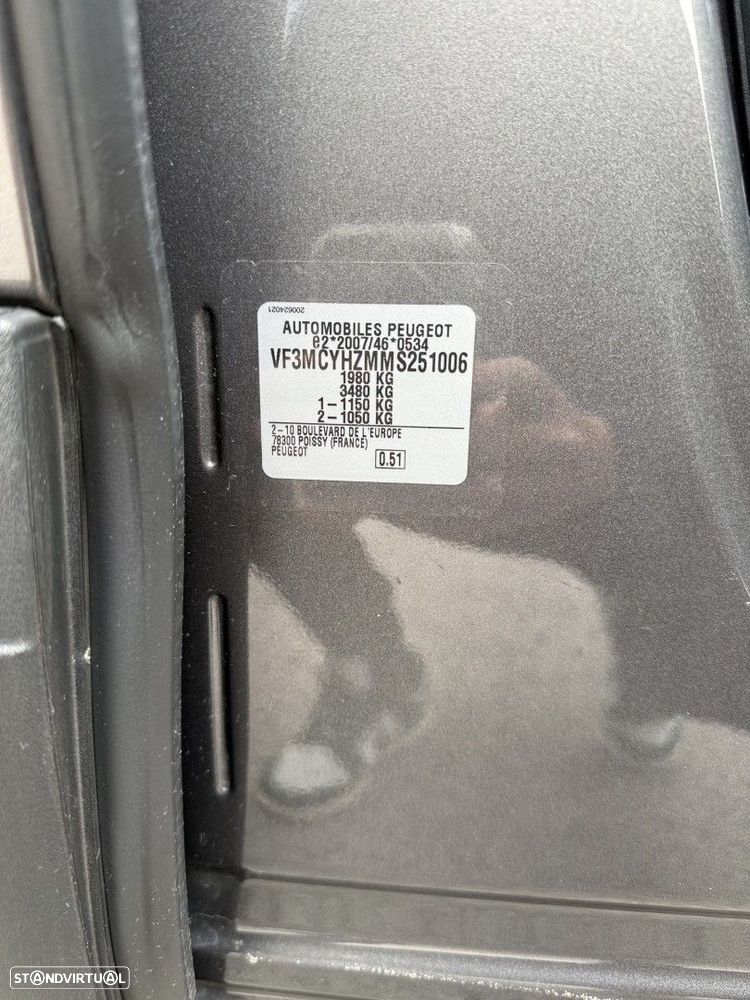 200624021
AUTOMOBILES PEUGEOT
e2*2007/46*0534
VF3MCYHZMMS251006
1980 KG
3480 KG
1-1150 KG
2-1050 KG
2-10 BOULEVARD DE L'EUROPE
78300 POISSY (FRANCE)
PEUGEOT
0.51
STANDVIRTUAL